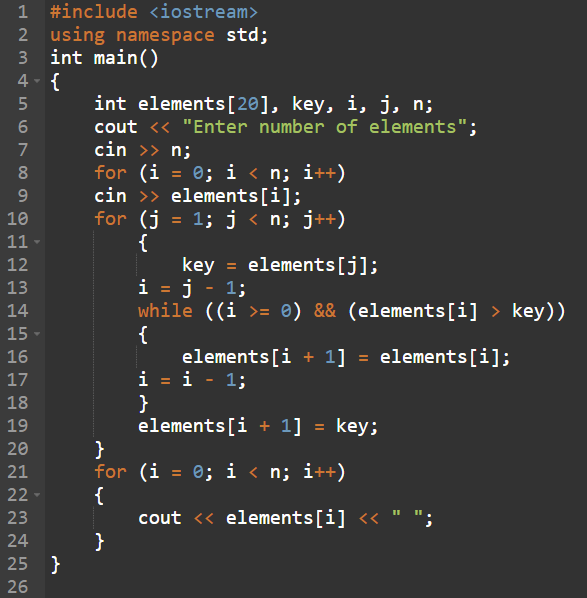 1 #include <iostream>
2 using namespace std;
3 int main()
4 {
5     int elements[20], key, i, j, n;
6     cout << "Enter number of elements";
7     cin >> n;
8     for (i = 0; i < n; i++)
9     cin >> elements[i];
10     for (j = 1; j < n; j++)
11         {
12             key = elements[j];
13         i = j - 1;
14         while ((i >= 0) && (elements[i] > key))
15         {
16             elements[i + 1] = elements[i];
17         i = i - 1;
18         }
19         elements[i + 1] = key;
20     }
21     for (i = 0; i < n; i++)
22     {
23         cout << elements[i] << " ";
24     }
25 }
26